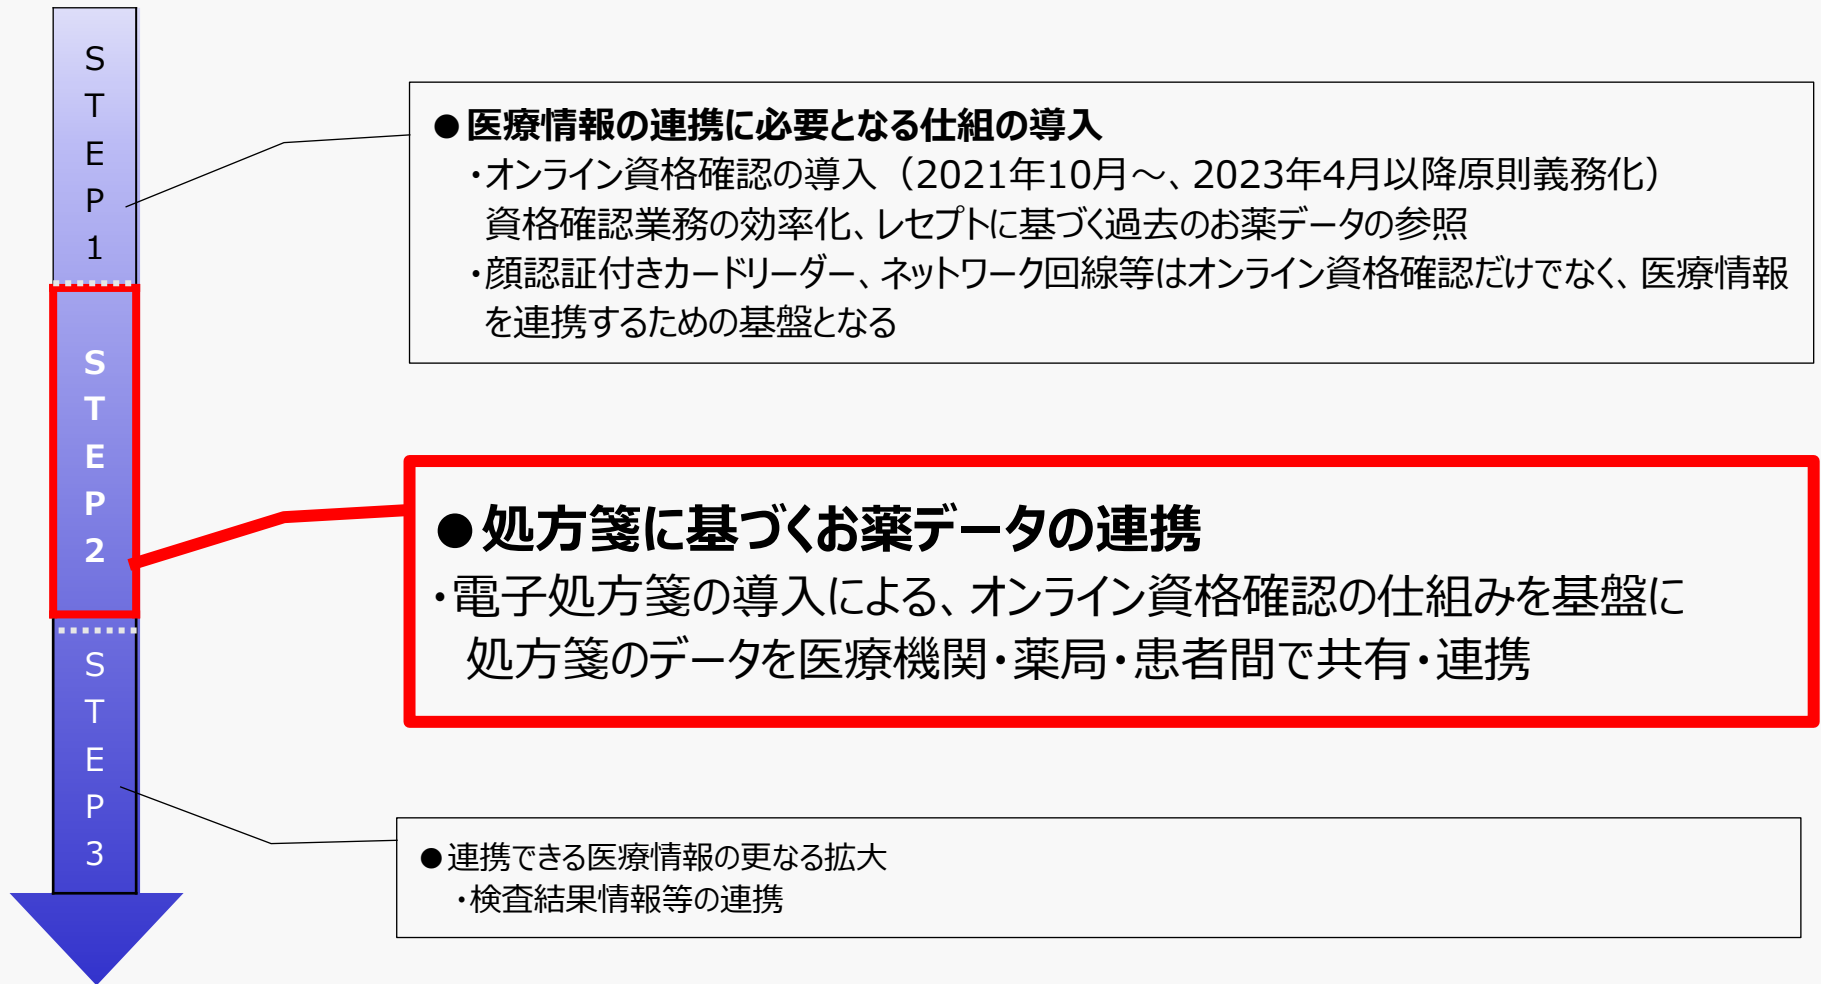 STEP1
●医療情報の連携に必要となる仕組の導入
・オンライン資格確認の導入（2021年10月～、2023年4月以降原則義務化）
資格確認業務の効率化、レセプトに基づく過去のお薬データの参照
・顔認証付きカードリーダー、ネットワーク回線等はオンライン資格確認だけでなく、医療情報
を連携するための基盤となる
STEP2
●処方箋に基づくお薬データの連携
・電子処方箋の導入による、オンライン資格確認の仕組みを基盤に
処方箋のデータを医療機関・薬局・患者間で共有・連携
STEP3
●連携できる医療情報の更なる拡大
・検査結果情報等の連携